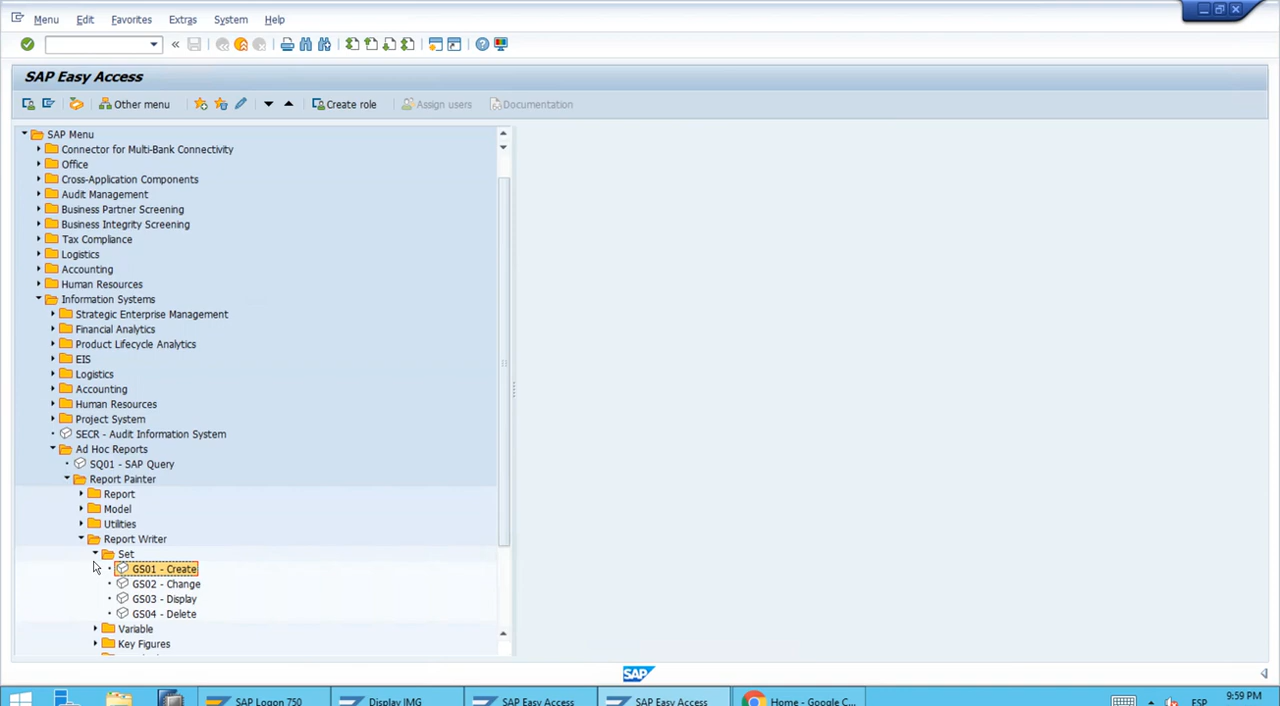 Menu Edit Favorites Extras System Help
SAP Easy Access
Other menu Create role Assign users Documentation
SAP Menu
Connector for Multi-Bank Connectivity
Office
Cross-Application Components
Audit Management
Business Partner Screening
Business Integrity Screening
Tax Compliance
Logistics
Accounting
Human Resources
Information Systems
Strategic Enterprise Management
Financial Analytics
Product Lifecycle Analytics
EIS
Logistics
Accounting
Human Resources
Project System
SECR - Audit Information System
Ad Hoc Reports
SQ01 - SAP Query
Report Painter
Report
Model
Utilities
Report Writer
Set
GS01 - Create
GS02 - Change
GS03 - Display
GS04 - Delete
Variable
Key Figures
SAP
SAP Logon 750 Display IMG SAP Easy Access SAP Easy Access Home - Google C... ESP 9:59 PM